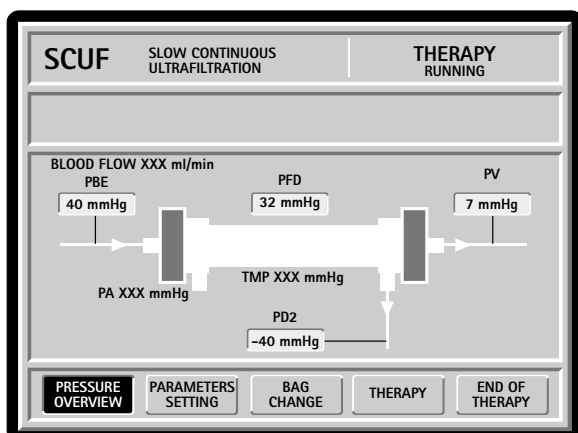 SCUF
SLOW CONTINUOUS
ULTRAFILTRATION
THERAPY
RUNNING
BLOOD FLOW XXX ml/min
PBE
40 mmHg
PFD
32 mmHg
PV
7 mmHg
PA XXX mmHg
TMP XXX mmHg
PD2
–40 mmHg
PRESSURE
OVERVIEW
PARAMETERS
SETTING
BAG
CHANGE
THERAPY
END OF
THERAPY